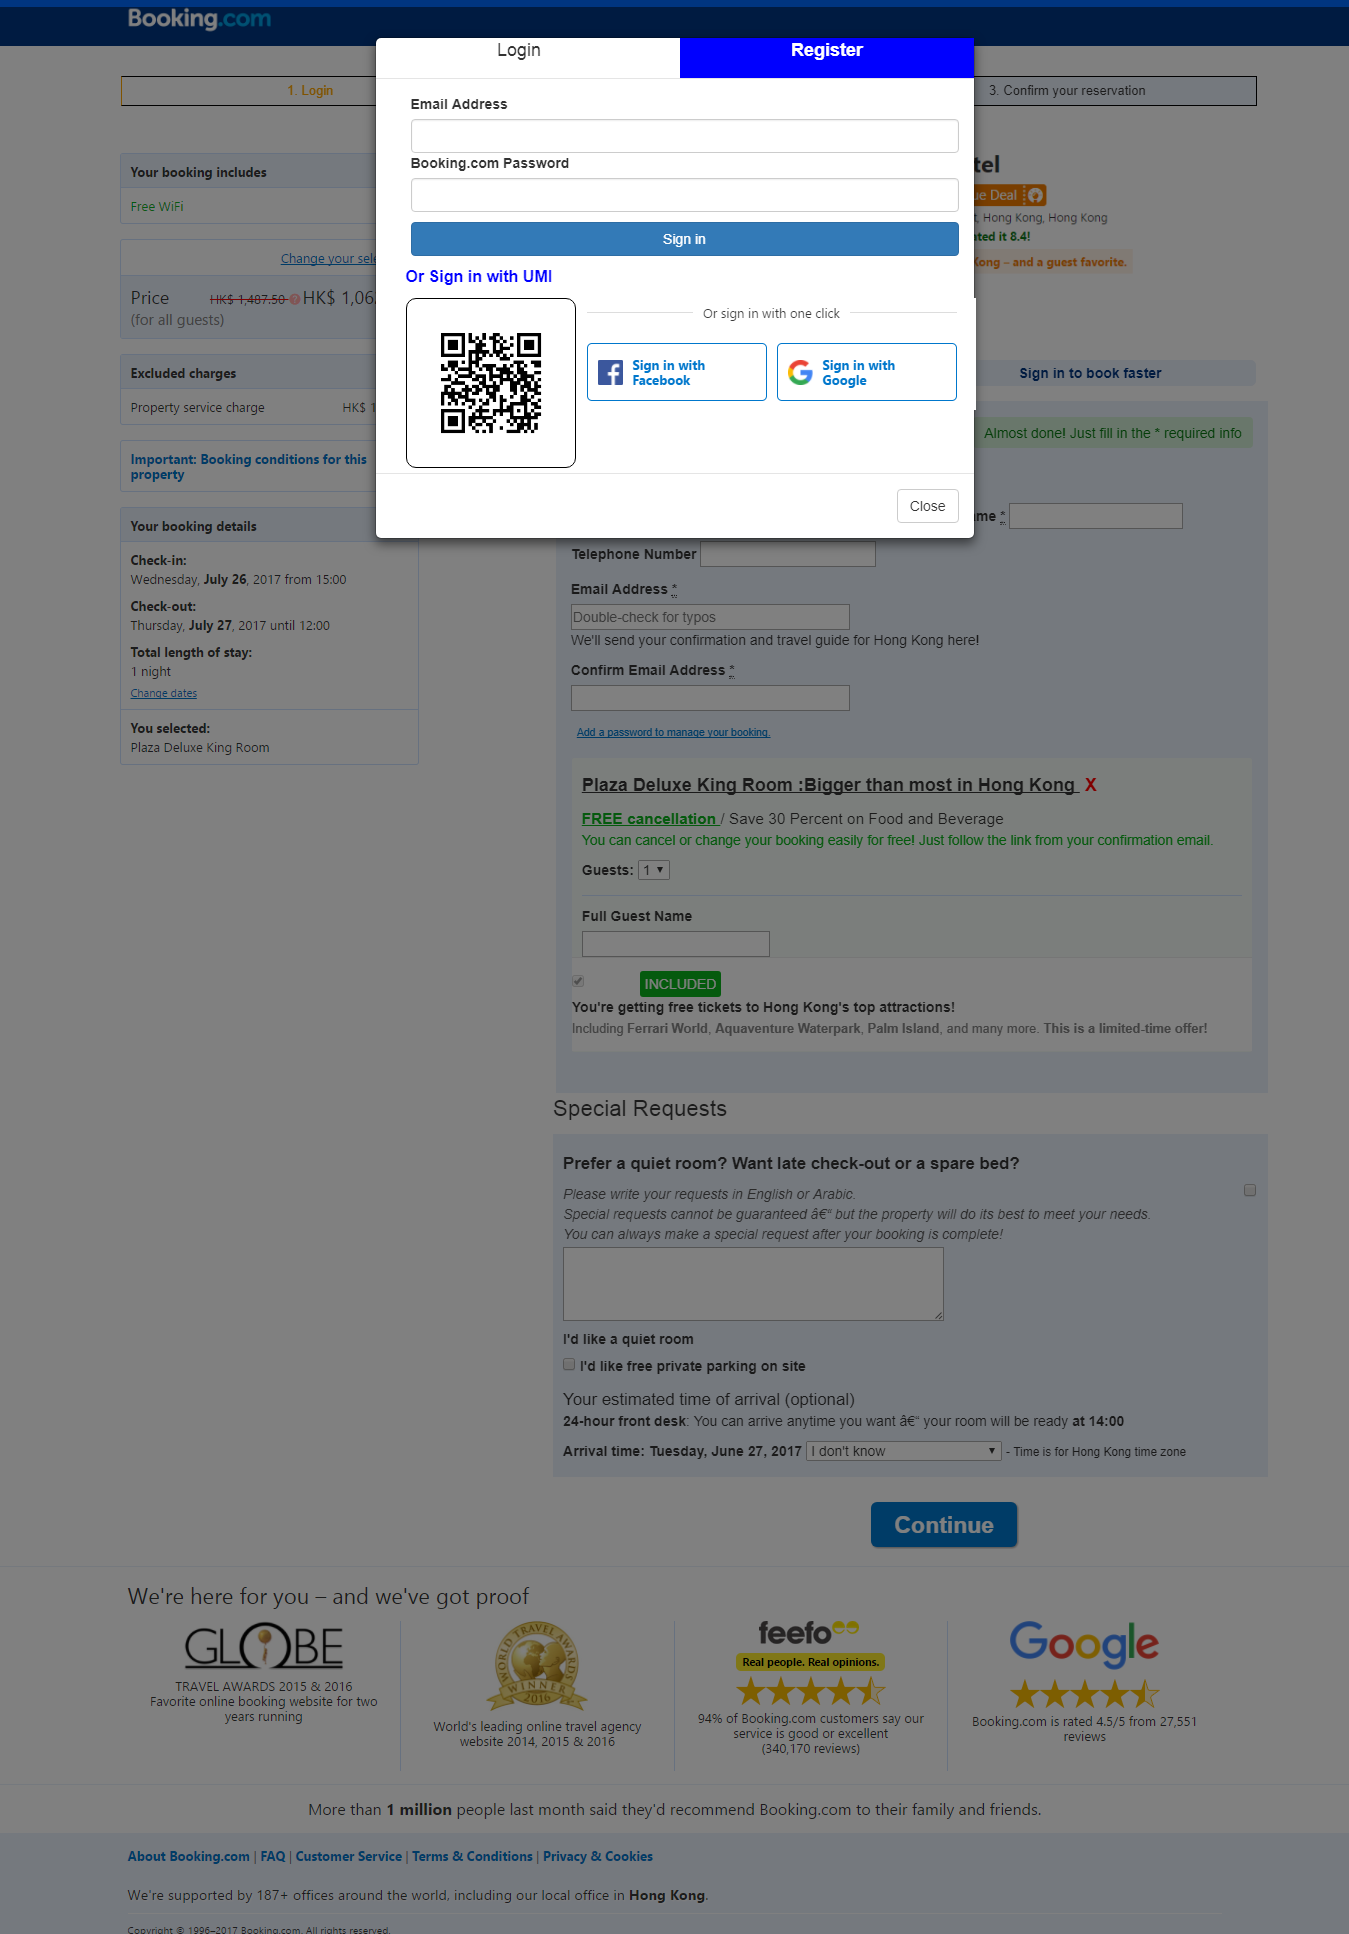 Booking.com
Login
Register
1. Login
3. Confirm your reservation
Email Address
Booking.com Password
Sign in
Or Sign in with UMI
Or sign in with one click
Sign in with Facebook
Sign in with Google
Close
Your booking includes
Free WiFi
Change your
Price
HK$ 1,487.50
HK$ 1,06
(for all guests)
Excluded charges
Property service charge
HK$ 1
Important: Booking conditions for this
property
Your booking details
Check-in:
Wednesday, July 26, 2017 from 15:00
Check-out:
Thursday, July 27, 2017 until 12:00
Total length of stay:
1 night
Change dates
You selected:
Plaza Deluxe King Room
tel
ue Deal
t, Hong Kong, Hong Kong
ated it 8.4!
Kong – and a guest favorite.
Sign in to book faster
Almost done! Just fill in the * required info
ame *
Telephone Number
Email Address *
Double-check for typos
We'll send your confirmation and travel guide for Hong Kong here!
Confirm Email Address *
Add a password to manage your booking.
Plaza Deluxe King Room :Bigger than most in Hong Kong X
FREE cancellation / Save 30 Percent on Food and Beverage
You can cancel or change your booking easily for free! Just follow the link from your confirmation email.
Guests: 1
Full Guest Name
INCLUDED
You're getting free tickets to Hong Kong's top attractions!
Including Ferrari World, Aquaventure Waterpark, Palm Island, and many more. This is a limited-time offer!
Special Requests
Prefer a quiet room? Want late check-out or a spare bed?
Please write your requests in English or Arabic.
Special requests cannot be guaranteed â€“ but the property will do its best to meet your needs.
You can always make a special request after your booking is complete!
I'd like a quiet room
I'd like free private parking on site
Your estimated time of arrival (optional)
24-hour front desk: You can arrive anytime you want â€“ your room will be ready at 14:00
Arrival time: Tuesday, June 27, 2017 I don't know - Time is for Hong Kong time zone
Continue
We're here for you – and we've got proof
GLOBE
TRAVEL AWARDS 2015 & 2016
Favorite online booking website for two
years running
WORLD TRAVEL AWARDS
WINNER
2016
World's leading online travel agency
website 2014, 2015 & 2016
feefo
Real people. Real opinions.
94% of Booking.com customers say our
service is good or excellent
(340,170 reviews)
Google
Booking.com is rated 4.5/5 from 27,551
reviews
More than 1 million people last month said they'd recommend Booking.com to their family and friends.
About Booking.com | FAQ | Customer Service | Terms & Conditions | Privacy & Cookies
We're supported by 187+ offices around the world, including our local office in Hong Kong.
Copyright © 1996–2017 Booking.com. All rights reserved.